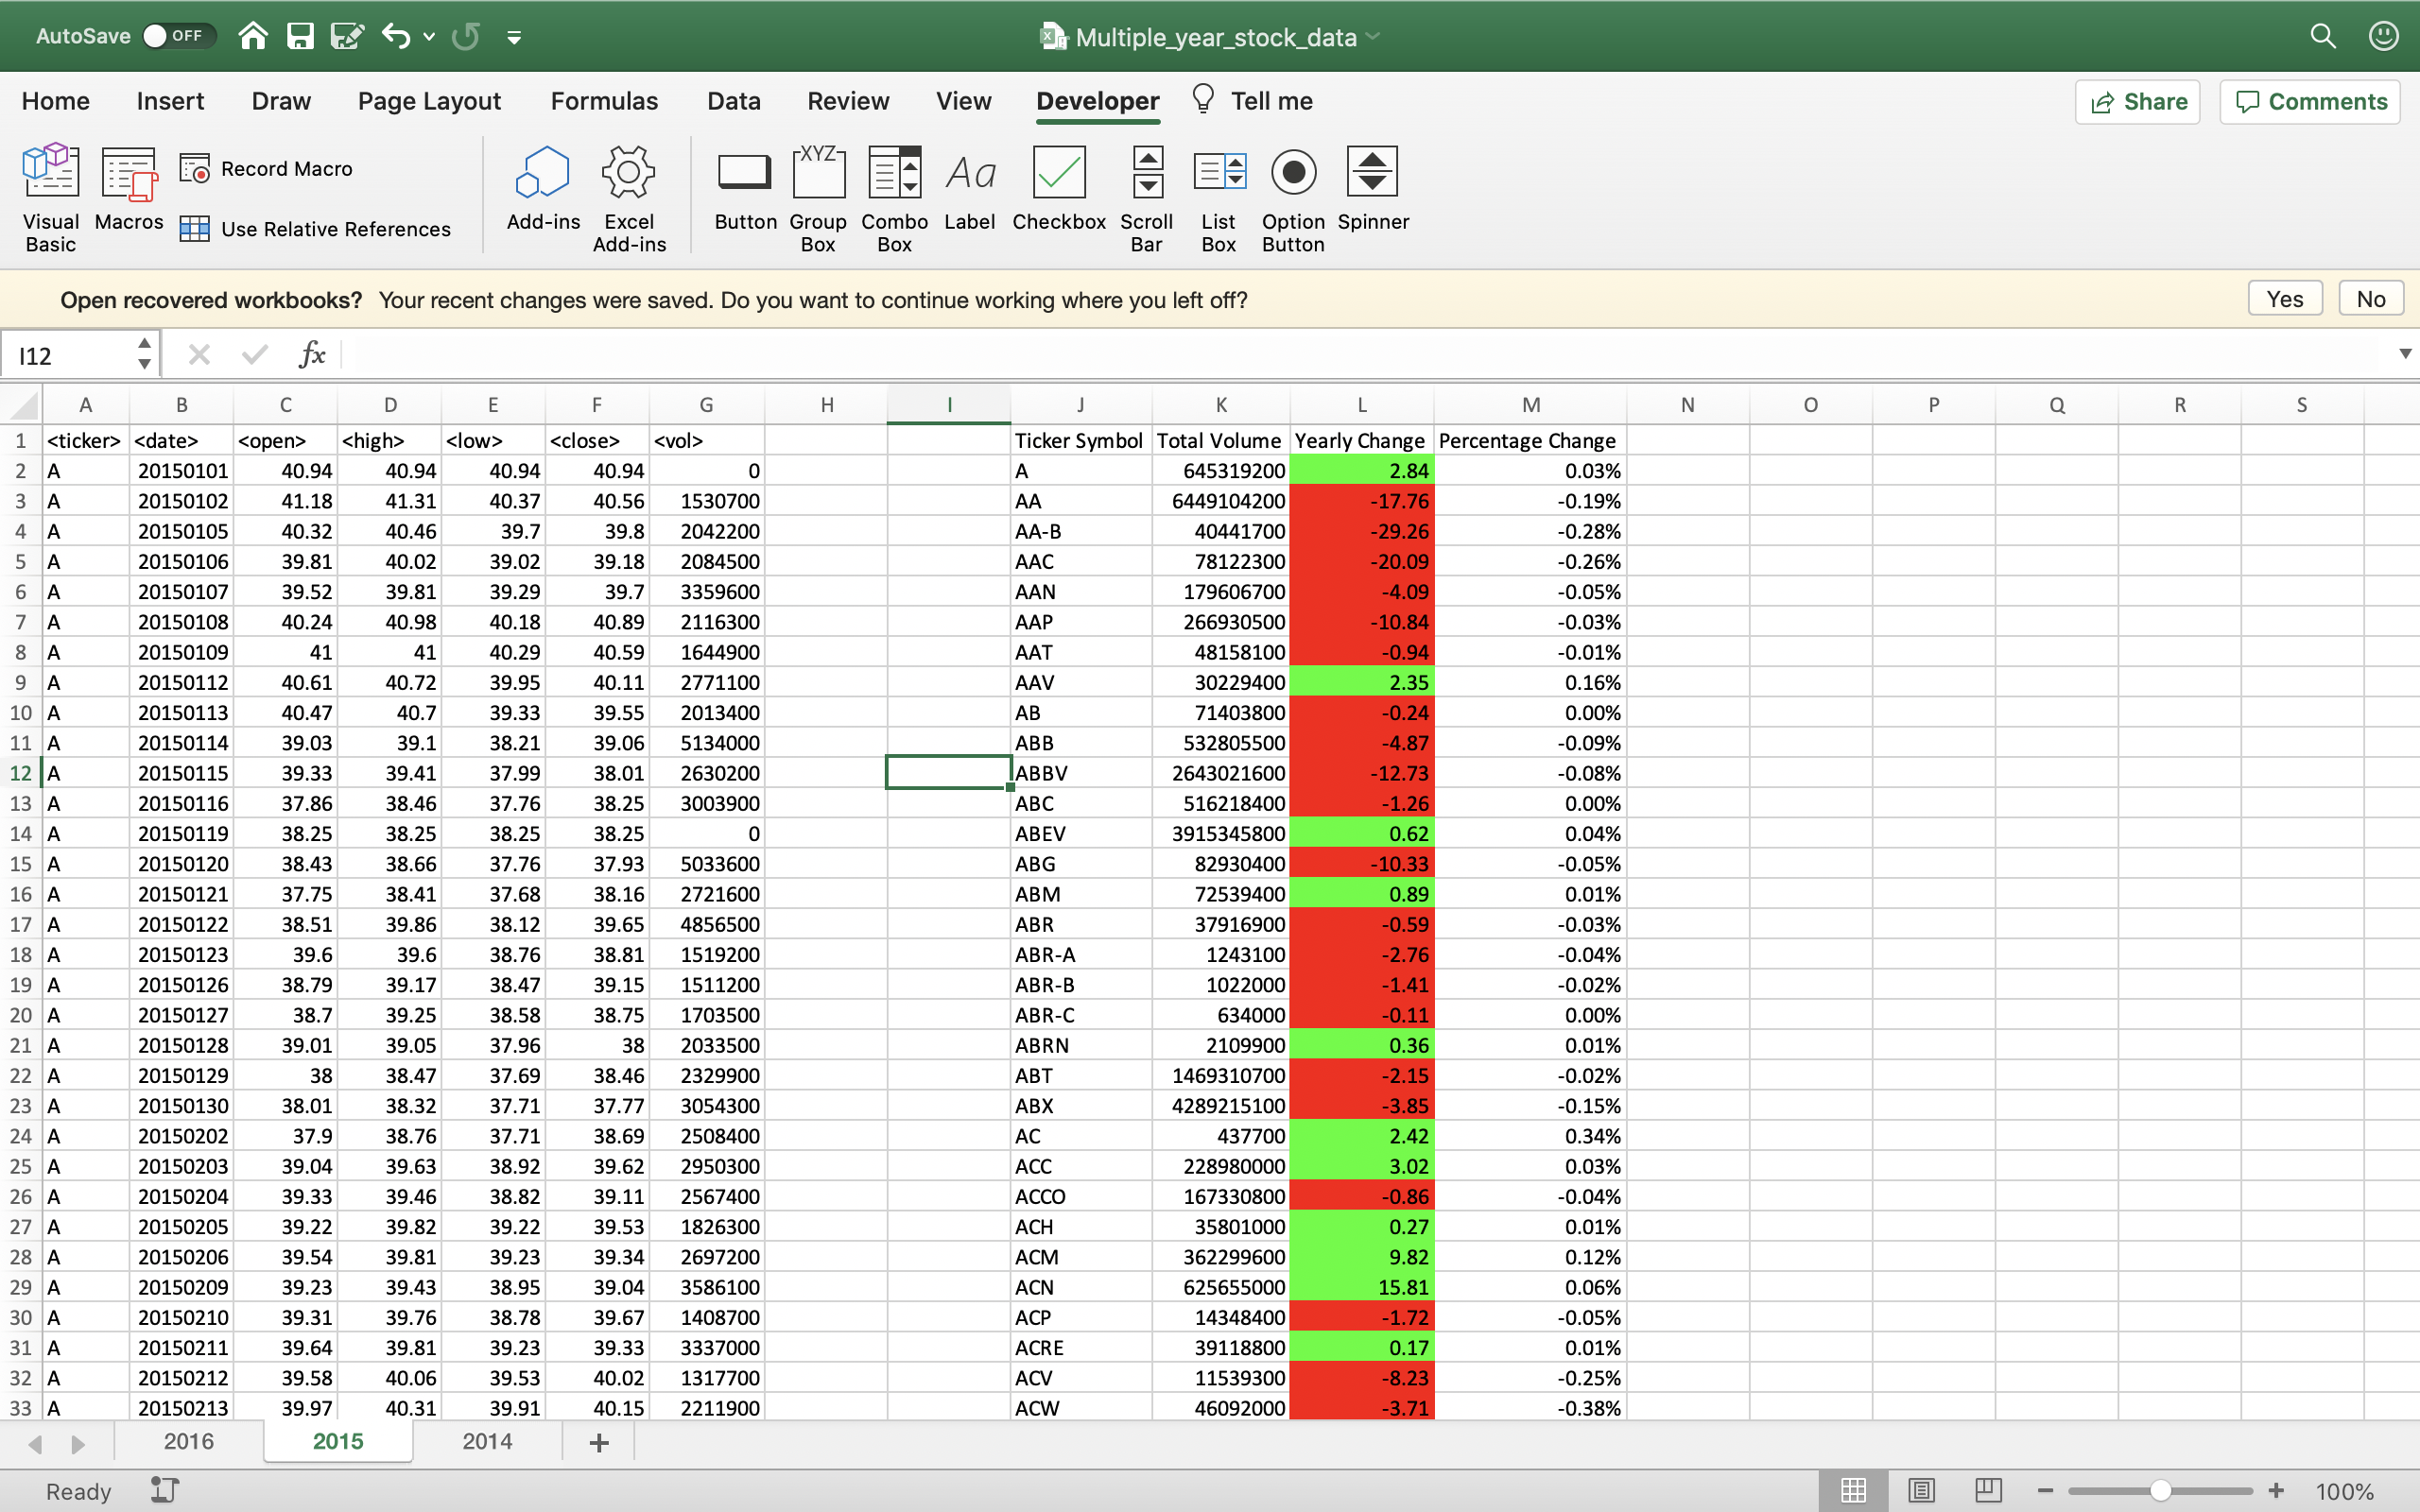 AutoSave OFF Multiple_year_stock_data
Home Insert Draw Page Layout Formulas Data Review View Developer Tell me Share Comments
Visual Basic Macros Record Macro Use Relative References Add-ins Excel Add-ins Button Group Box Combo Box Label Checkbox Scroll Bar List Box Option Button Spinner
XYZ Aa
Open recovered workbooks? Your recent changes were saved. Do you want to continue working where you left off? Yes No
I12 fx
A B C D E F G H I J K L M N O P Q R S
1 <ticker> <date> <open> <high> <low> <close> <vol> Ticker Symbol Total Volume Yearly Change Percentage Change
2 A 20150101 40.94 40.94 40.94 40.94 0 A 645319200 2.84 0.03%
3 A 20150102 41.18 41.31 40.37 40.56 1530700 AA 6449104200 -17.76 -0.19%
4 A 20150105 40.32 40.46 39.7 39.8 2042200 AA-B 40441700 -29.26 -0.28%
5 A 20150106 39.81 40.02 39.02 39.18 2084500 AAC 78122300 -20.09 -0.26%
6 A 20150107 39.52 39.81 39.29 39.7 3359600 AAN 179606700 -4.09 -0.05%
7 A 20150108 40.24 40.98 40.18 40.89 2116300 AAP 266930500 -10.84 -0.03%
8 A 20150109 41 41 40.29 40.59 1644900 AAT 48158100 -0.94 -0.01%
9 A 20150112 40.61 40.72 39.95 40.11 2771100 AAV 30229400 2.35 0.16%
10 A 20150113 40.47 40.7 39.33 39.55 2013400 AB 71403800 -0.24 0.00%
11 A 20150114 39.03 39.1 38.21 39.06 5134000 ABB 532805500 -4.87 -0.09%
12 A 20150115 39.33 39.41 37.99 38.01 2630200 ABBV 2643021600 -12.73 -0.08%
13 A 20150116 37.86 38.46 37.76 38.25 3003900 ABC 516218400 -1.26 0.00%
14 A 20150119 38.25 38.25 38.25 38.25 0 ABEV 3915345800 0.62 0.04%
15 A 20150120 38.43 38.66 37.76 37.93 5033600 ABG 82930400 -10.33 -0.05%
16 A 20150121 37.75 38.41 37.68 38.16 2721600 ABM 72539400 0.89 0.01%
17 A 20150122 38.51 39.86 38.12 39.65 4856500 ABR 37916900 -0.59 -0.03%
18 A 20150123 39.6 39.6 38.76 38.81 1519200 ABR-A 1243100 -2.76 -0.04%
19 A 20150126 38.79 39.17 38.47 39.15 1511200 ABR-B 1022000 -1.41 -0.02%
20 A 20150127 38.7 39.25 38.58 38.75 1703500 ABR-C 634000 -0.11 0.00%
21 A 20150128 39.01 39.05 37.96 38 2033500 ABRN 2109900 0.36 0.01%
22 A 20150129 38 38.47 37.69 38.46 2329900 ABT 1469310700 -2.15 -0.02%
23 A 20150130 38.01 38.32 37.71 37.77 3054300 ABX 4289215100 -3.85 -0.15%
24 A 20150202 37.9 38.76 37.71 38.69 2508400 AC 437700 2.42 0.34%
25 A 20150203 39.04 39.63 38.92 39.62 2950300 ACC 228980000 3.02 0.03%
26 A 20150204 39.33 39.46 38.82 39.11 2567400 ACCO 167330800 -0.86 -0.04%
27 A 20150205 39.22 39.82 39.22 39.53 1826300 ACH 35801000 0.27 0.01%
28 A 20150206 39.54 39.81 39.23 39.34 2697200 ACM 362299600 9.82 0.12%
29 A 20150209 39.23 39.43 38.95 39.04 3586100 ACN 625655000 15.81 0.06%
30 A 20150210 39.31 39.76 38.78 39.67 1408700 ACP 14348400 -1.72 -0.05%
31 A 20150211 39.64 39.81 39.23 39.33 3337000 ACRE 39118800 0.17 0.01%
32 A 20150212 39.58 40.06 39.53 40.02 1317700 ACV 11539300 -8.23 -0.25%
33 A 20150213 39.97 40.31 39.91 40.15 2211900 ACW 46092000 -3.71 -0.38%
2016 2015 2014 +
Ready 100%